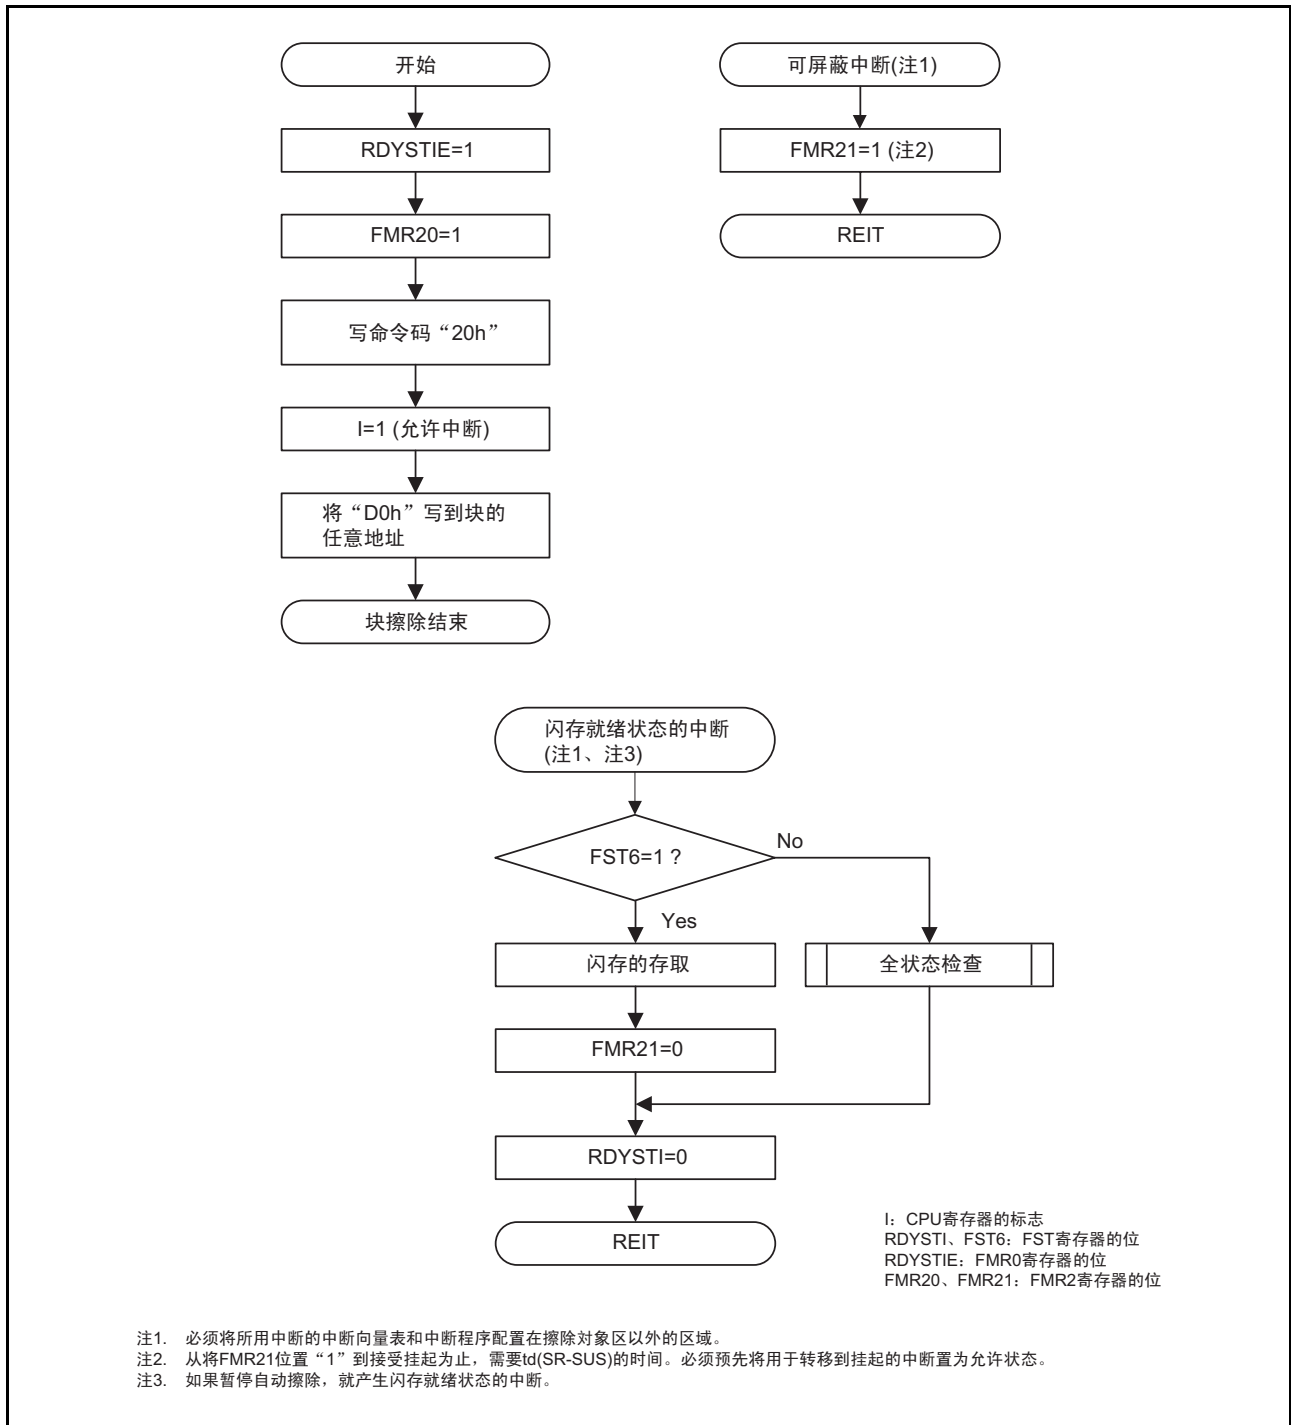 开始
RDYSTIE=1
FMR20=1
写命令码“20h”
I=1 (允许中断)
将“D0h”写到块的
任意地址
块擦除结束
可屏蔽中断(注1)
FMR21=1 (注2)
REIT
闪存就绪状态的中断
(注1、注3)
FST6=1 ?
No
Yes
闪存的存取
全状态检查
FMR21=0
RDYSTI=0
REIT
I：CPU寄存器的标志
RDYSTI、FST6：FST寄存器的位
RDYSTIE：FMR0寄存器的位
FMR20、FMR21：FMR2寄存器的位
注1. 必须将所用中断的中断向量表和中断程序配置在擦除对象区以外的区域。
注2. 从将FMR21位置“1”到接受挂起为止，需要td(SR-SUS)的时间。必须预先将用于转移到挂起的中断置为允许状态。
注3. 如果暂停自动擦除，就产生闪存就绪状态的中断。